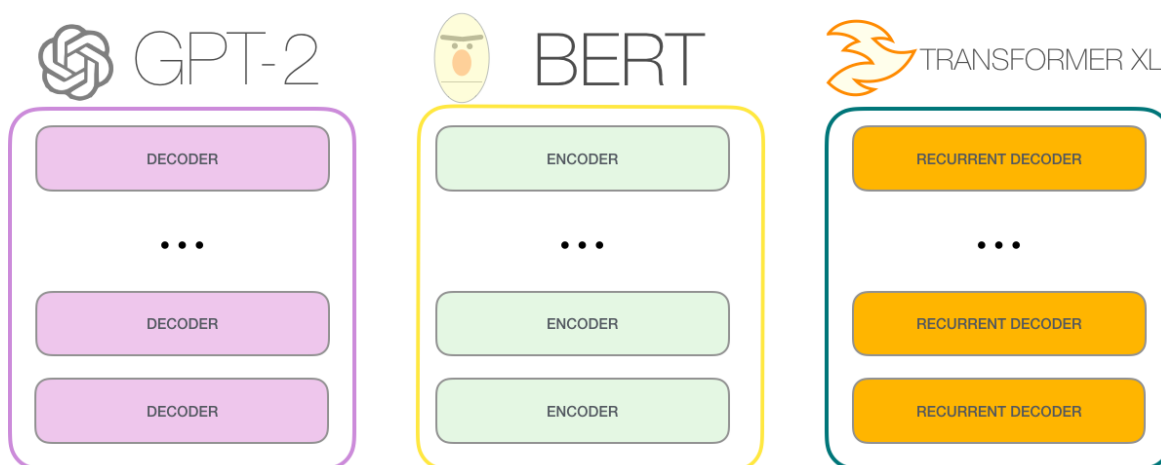 GPT-2
DECODER
•••
DECODER
DECODER
BERT
ENCODER
•••
ENCODER
ENCODER
TRANSFORMER XL
RECURRENT DECODER
•••
RECURRENT DECODER
RECURRENT DECODER